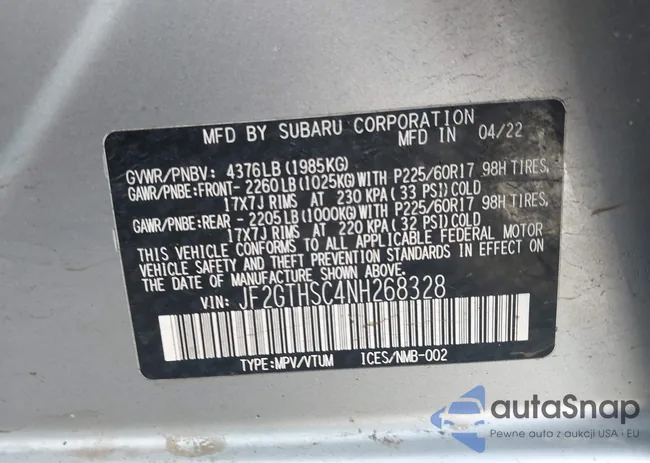 MFD BY SUBARU CORPORATION
MFD IN 04/22
GVWR/PNBV: 4376LB(1985KG)
GAWR/PNBE:FRONT- 2260LB(1025KG)WITH P225/60R17 98H TIRES,
17X7J RIMS AT 230 KPA(33 PSI)COLD
GAWR/PNBE:REAR - 2205LB(1000KG)WITH P225/60R17 98H TIRES,
17X7J RIMS AT 220 KPA(32 PSI)COLD
THIS VEHICLE CONFORMS TO ALL APPLICABLE FEDERAL MOTOR
VEHICLE SAFETY AND THEFT PREVENTION STANDARDS IN EFFECT ON
THE DATE OF MANUFACTURE SHOWN ABOVE.
VIN: JF2GTHSC4NH268328
TYPE:MPV/VTUM ICES/NMB-002
autaSnap
Pewne auto z aukcji USA i EU